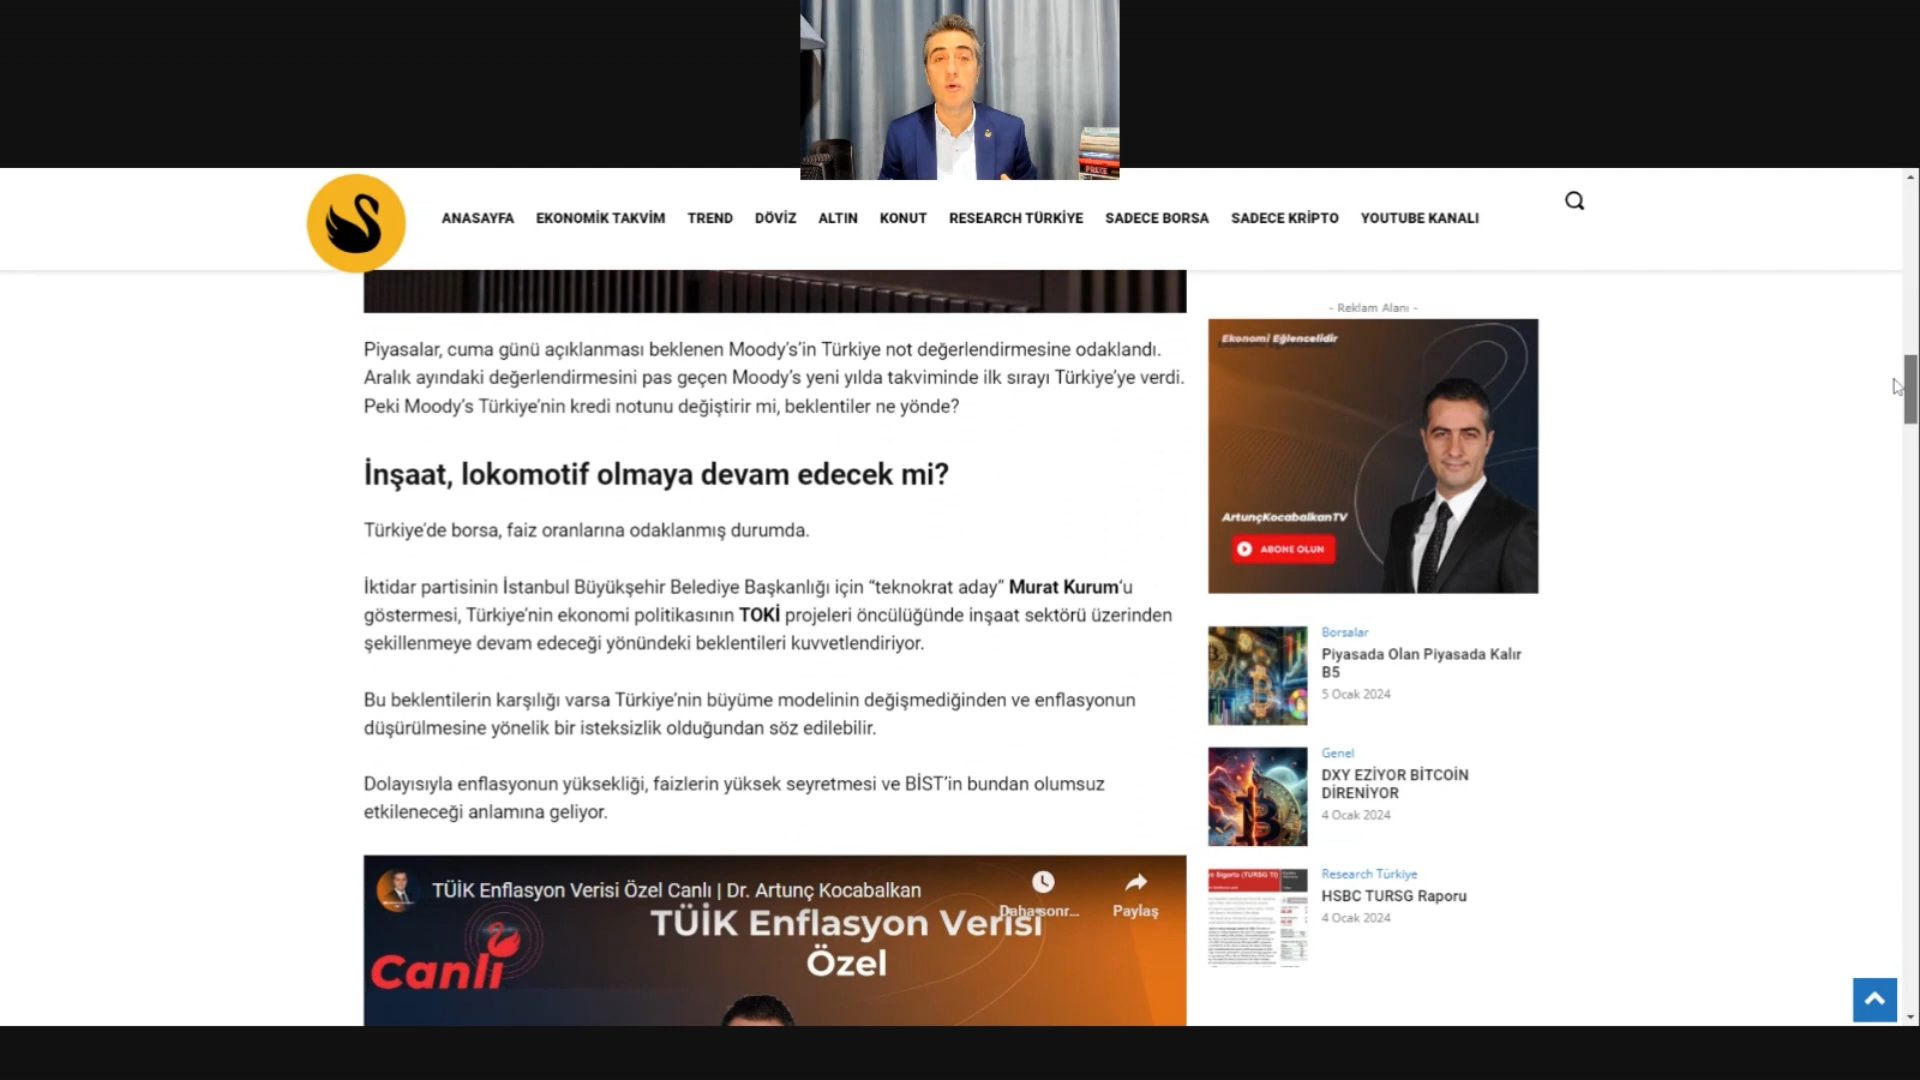 PRIZE
ANASAYFA EKONOMİK TAKVİM TREND DÖVİZ ALTIN KONUT RESEARCH TÜRKİYE SADECE BORSA SADECE KRİPTO YOUTUBE KANALI
Piyasalar, cuma günü açıklanması beklenen Moody’s’in Türkiye not değerlendirmesine odaklandı.
Aralık ayındaki değerlendirmesini pas geçen Moody’s yeni yılda takviminde ilk sırayı Türkiye’ye verdi.
Peki Moody’s Türkiye’nin kredi notunu değiştirir mi, beklentiler ne yönde?
İnşaat, lokomotif olmaya devam edecek mi?
Türkiye’de borsa, faiz oranlarına odaklanmış durumda.
İktidar partisinin İstanbul Büyükşehir Belediye Başkanlığı için “teknokrat aday” Murat Kurum‘u
göstermesi, Türkiye’nin ekonomi politikasının TOKİ projeleri öncülüğünde inşaat sektörü üzerinden
şekillenmeye devam edeceği yönündeki beklentileri kuvvetlendiriyor.
Bu beklentilerin karşılığı varsa Türkiye’nin büyüme modelinin değişmediğinden ve enflasyonun
düşürülmesine yönelik bir isteksizlik olduğundan söz edilebilir.
Dolayısıyla enflasyonun yüksekliği, faizlerin yüksek seyretmesi ve BİST’in bundan olumsuz
etkileneceği anlamına geliyor.
TÜİK Enflasyon Verisi Özel Canlı | Dr. Artunç Kocabalkan
Daha sonr...
Paylaş
TÜİK Enflasyon Verisi
Özel
Canlı
- Reklam Alanı -
Ekonomi Eğlencelidir
ArtunçKocabalkanTV
ABONE OLUN
Borsalar
Piyasada Olan Piyasada Kalır
B5
5 Ocak 2024
Genel
DXY EZİYOR BİTCOİN
DİRENİYOR
4 Ocak 2024
Research Türkiye
HSBC TURSG Raporu
4 Ocak 2024